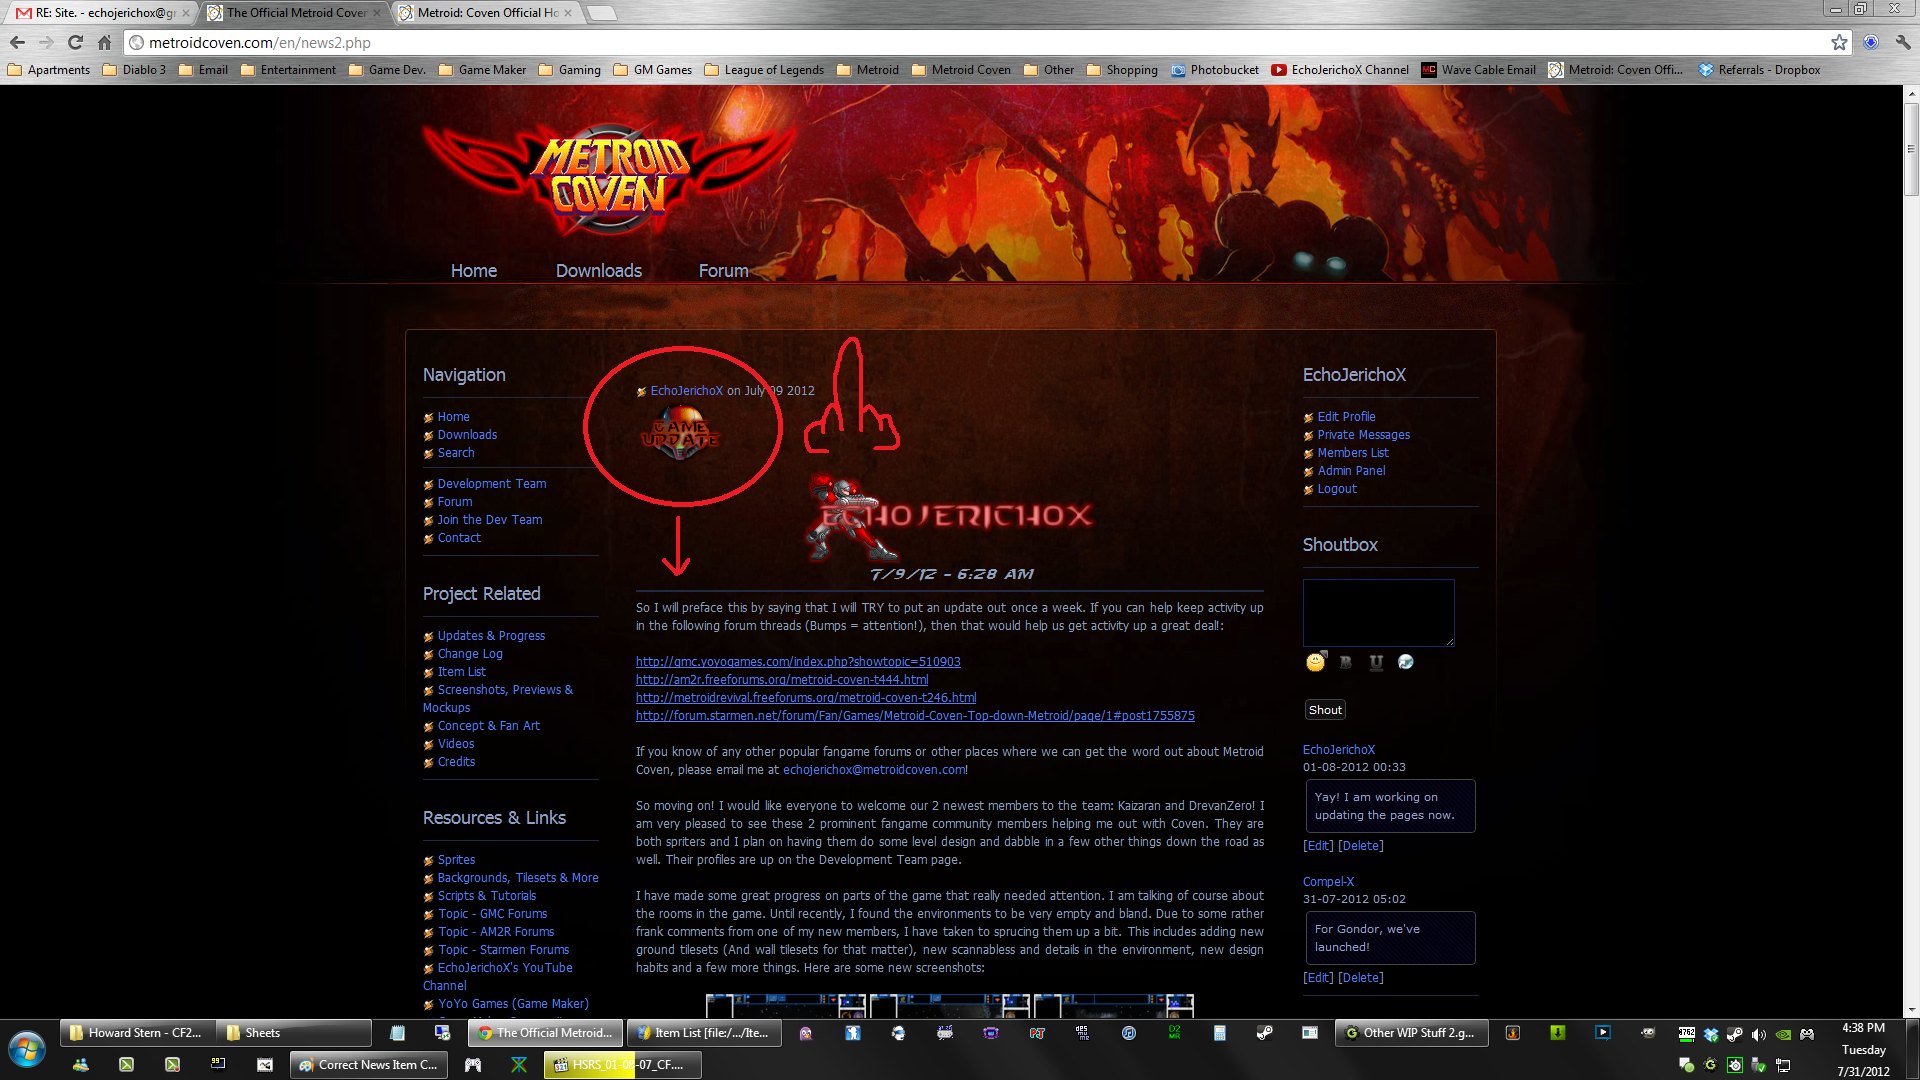 RE: Site. - echojerichox@gr
The Official Metroid Cover
Metroid: Coven Official Ho
metroidcoven.com/en/news2.php
Apartments
Diablo 3
Email
Entertainment
Game Dev.
Game Maker
Gaming
GM Games
League of Legends
Metroid
Metroid Coven
Other
Shopping
Photobucket
EchoJerichoX Channel
Wave Cable Email
Metroid: Coven Offi...
Referrals - Dropbox
METROID
COVEN
Home
Downloads
Forum
Navigation
Home
Downloads
Search
Development Team
Forum
Join the Dev Team
Contact
Project Related
Updates & Progress
Change Log
Item List
Screenshots, Previews &
Mockups
Concept & Fan Art
Videos
Credits
Resources & Links
Sprites
Backgrounds, Tilesets & More
Scripts & Tutorials
Topic - GMC Forums
Topic - AM2R Forums
Topic - Starmen Forums
EchoJerichoX's YouTube
Channel
YoYo Games (Game Maker)
EchoJerichoX on July 09 2012
GAME
UPDATE
ECHOJERICHOX
7/9/12 - 6:28 AM
So I will preface this by saying that I will TRY to put an update out once a week. If you can help keep activity up
in the following forum threads (Bumps = attention!), then that would help us get activity up a great deal!:
http://gmc.yoyogames.com/index.php?showtopic=510903
http://am2r.freeforums.org/metroid-coven-t444.html
http://metroidrevival.freeforums.org/metroid-coven-t246.html
http://forum.starmen.net/forum/Fan/Games/Metroid-Coven-Top-down-Metroid/page/1#post1755875
If you know of any other popular fangame forums or other places where we can get the word out about Metroid
Coven, please email me at echojerichox@metroidcoven.com!
So moving on! I would like everyone to welcome our 2 newest members to the team: Kaizaran and DrevanZero! I
am very pleased to see these 2 prominent fangame community members helping me out with Coven. They are
both spriters and I plan on having them do some level design and dabble in a few other things down the road as
well. Their profiles are up on the Development Team page.
I have made some great progress on parts of the game that really needed attention. I am talking of course about
the rooms in the game. Until recently, I found the environments to be very empty and bland. Due to some rather
frank comments from one of my new members, I have taken to sprucing them up a bit. This includes adding new
ground tilesets (And wall tilesets for that matter), new scannabless and details in the environment, new design
habits and a few more things. Here are some new screenshots:
EchoJerichoX
Edit Profile
Private Messages
Members List
Admin Panel
Logout
Shoutbox
B
U
Shout
EchoJerichoX
01-08-2012 00:33
Yay! I am working on
updating the pages now.
[Edit] [Delete]
Compel-X
31-07-2012 05:02
For Gondor, we've
launched!
[Edit] [Delete]
Howard Stern - CF2...
Sheets
The Official Metroid...
Item List [file:/.../Ite...
Other WIP Stuff 2.g...
Correct News Item C...
HSRS_01-08-07_CF....
4:38 PM
Tuesday
7/31/2012